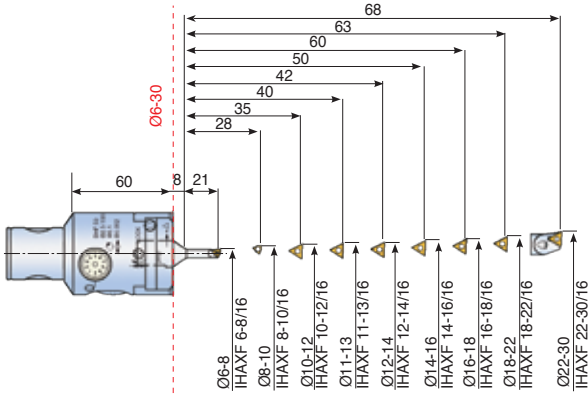 68
63
60
50
42
40
35
28
Ø6-30
60
8
21
Ø6-8
IHAXF 6-8/16
Ø8-10
IHAXF 8-10/16
Ø10-12
IHAXF 10-12/16
Ø11-13
IHAXF 11-13/16
Ø12-14
IHAXF 12-14/16
Ø14-16
IHAXF 14-16/16
Ø16-18
IHAXF 16-18/16
Ø18-22
IHAXF 18-22/16
Ø22-30
IHAXF 22-30/16